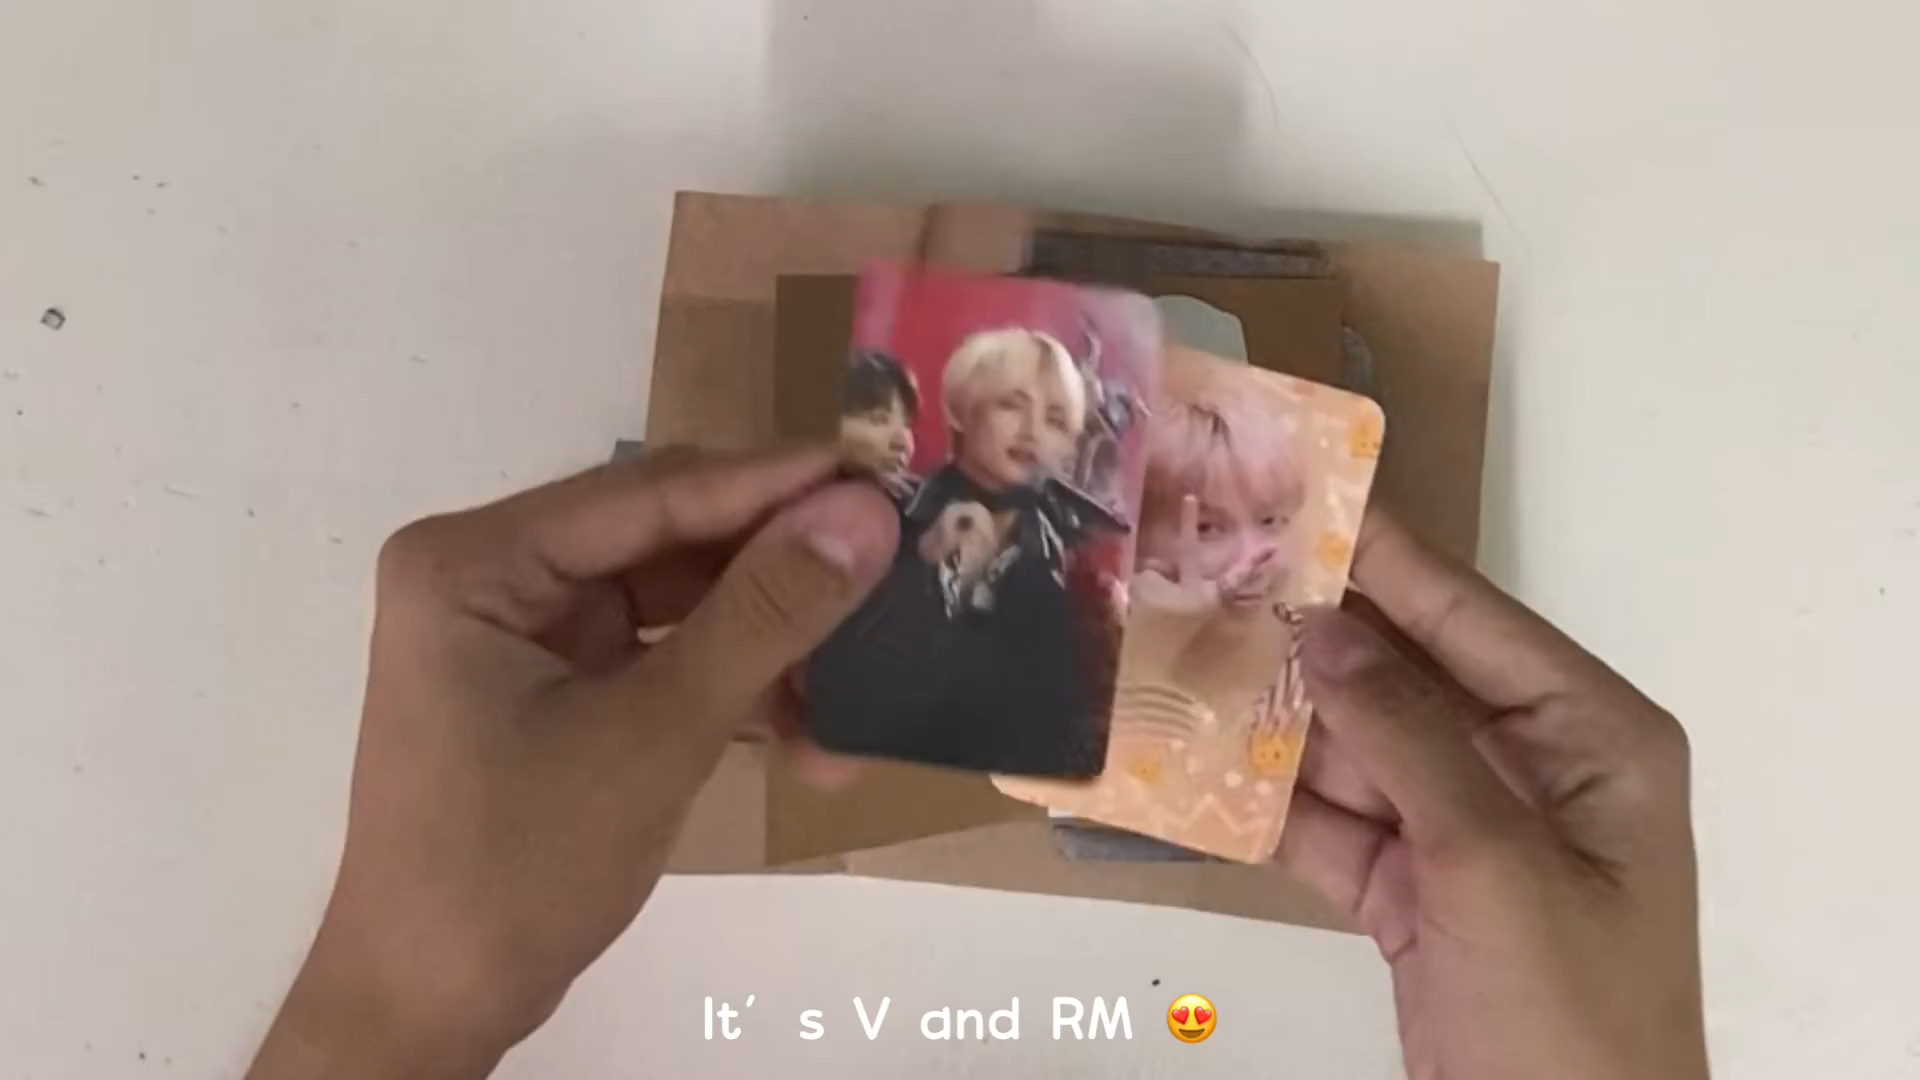 It's V and RM 😍